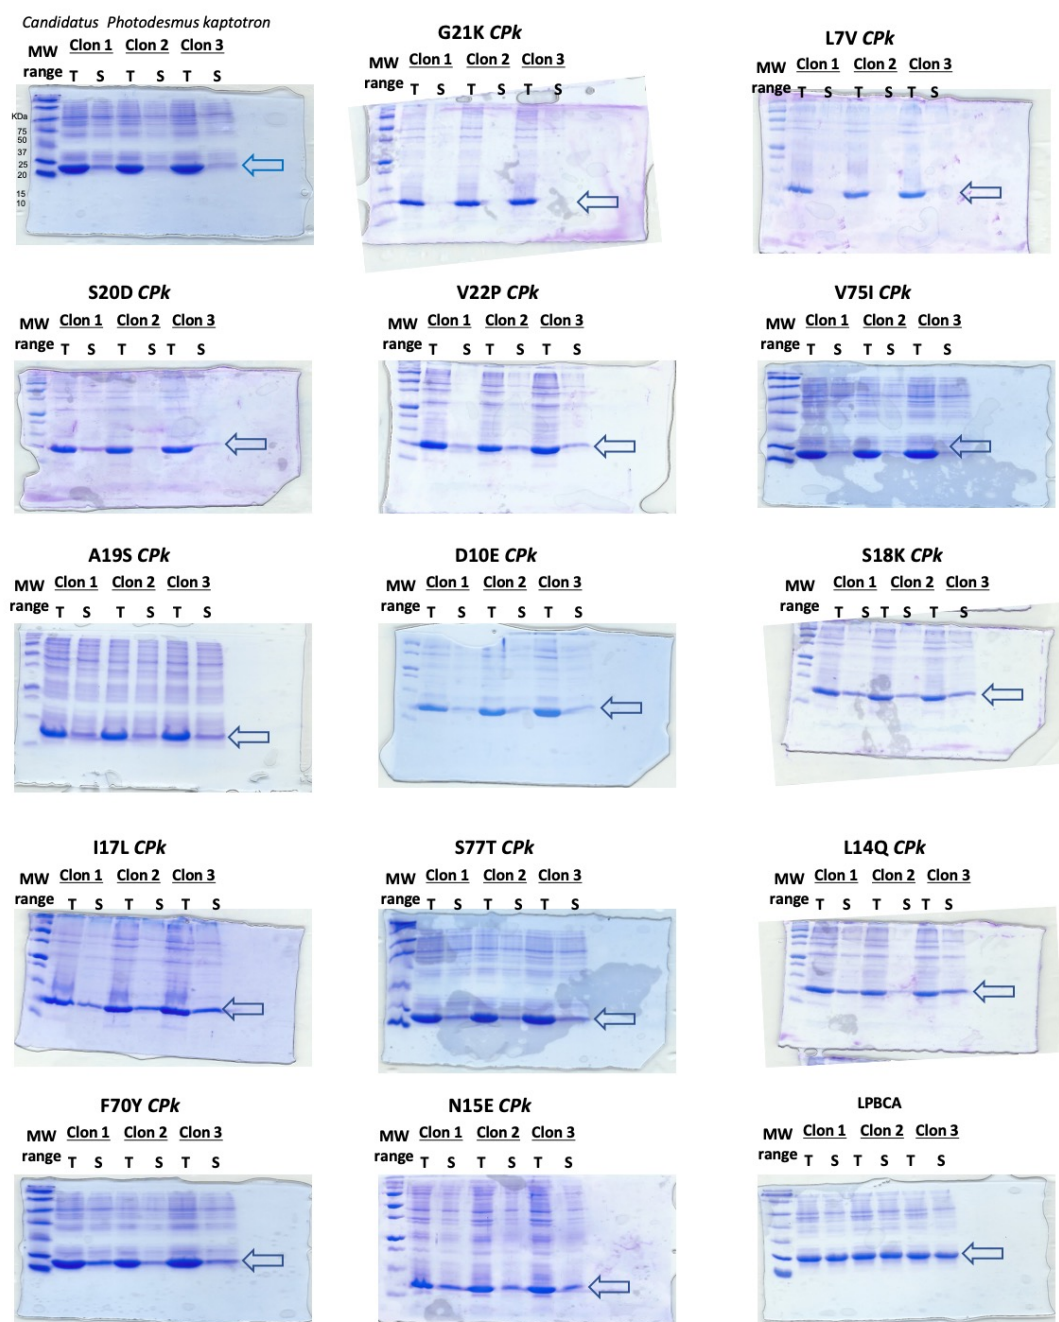 Candidatus Photodesmus kaptotron
MW range
Clon 1 Clon 2 Clon 3
T S T S T S
KDa
75
50
37
25
20
15
10
G21K CPk
MW range
Clon 1 Clon 2 Clon 3
T S T S T S
L7V CPk
MW range
Clon 1 Clon 2 Clon 3
T S T S T S
S20D CPk
MW range
Clon 1 Clon 2 Clon 3
T S T S T S
V22P CPk
MW range
Clon 1 Clon 2 Clon 3
T S T S T S
V75I CPk
MW range
Clon 1 Clon 2 Clon 3
T S T S T S
A19S CPk
MW range
Clon 1 Clon 2 Clon 3
T S T S T S
D10E CPk
MW range
Clon 1 Clon 2 Clon 3
T S T S T S
S18K CPk
MW range
Clon 1 Clon 2 Clon 3
T S T S T S
I17L CPk
MW range
Clon 1 Clon 2 Clon 3
T S T S T S
S77T CPk
MW range
Clon 1 Clon 2 Clon 3
T S T S T S
L14Q CPk
MW range
Clon 1 Clon 2 Clon 3
T S T S T S
F70Y CPk
MW range
Clon 1 Clon 2 Clon 3
T S T S T S
N15E CPk
MW range
Clon 1 Clon 2 Clon 3
T S T S T S
LPBCA
MW range
Clon 1 Clon 2 Clon 3
T S T S T S